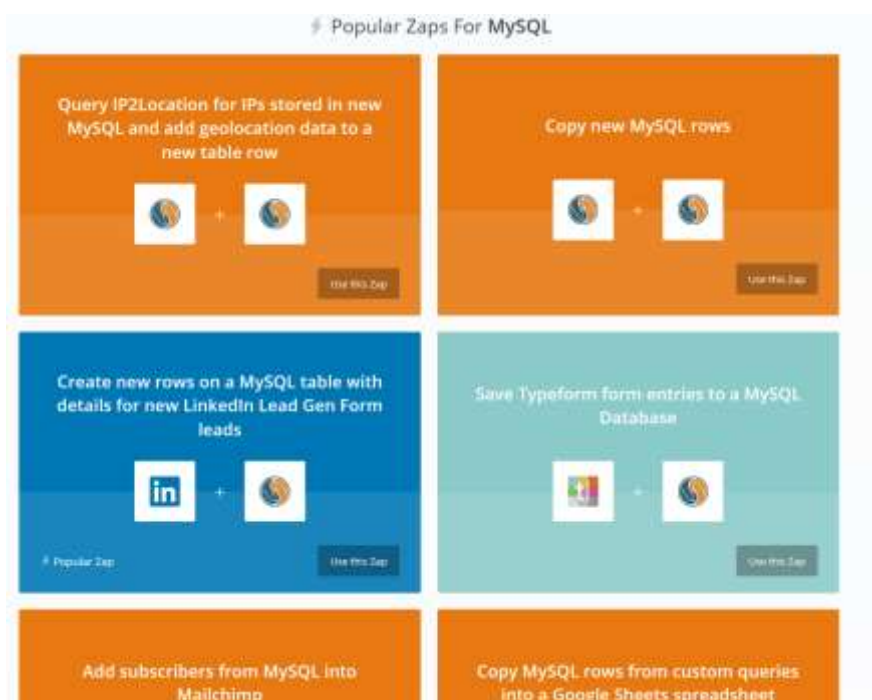 Popular Zaps For MySQL
Query IP2Location for IPs stored in new
MySQL and add geolocation data to a
new table row
+
Use this Zap
Copy new MySQL rows
+
Use this Zap
Create new rows on a MySQL table with
details for new LinkedIn Lead Gen Form
leads
in
+
Popular Zap
Use this Zap
Save Typeform form entries to a MySQL
Database
+
Use this Zap
Add subscribers from MySQL into
Mailchimp
Copy MySQL rows from custom queries
into a Google Sheets spreadsheet